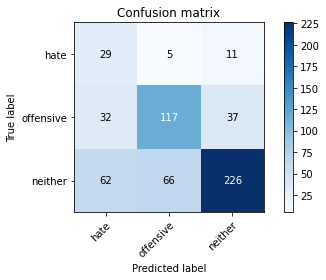 Confusion matrix
True label
hate
29
5
11
offensive
32
117
37
neither
62
66
226
hate
offensive
neither
Predicted label
225
200
175
150
125
100
75
50
25